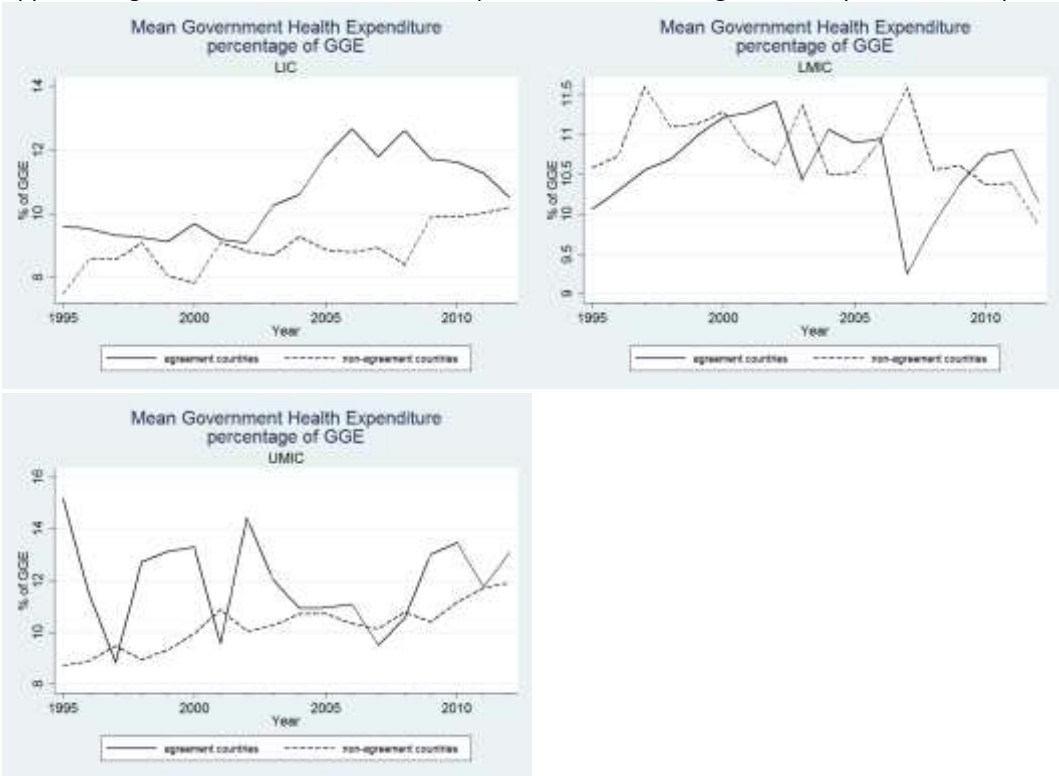 Mean Government Health Expenditure
percentage of GGE
LIC
14
12
10
8
% of GGE
1995 2000 2005 2010
Year
agreement countries non-agreement countries
Mean Government Health Expenditure
percentage of GGE
LMIC
11.5
11
10.5
10
9.5
9
% of GGE
1995 2000 2005 2010
Year
agreement countries non-agreement countries
Mean Government Health Expenditure
percentage of GGE
UMIC
16
14
12
10
8
% of GGE
1995 2000 2005 2010
Year
agreement countries non-agreement countries